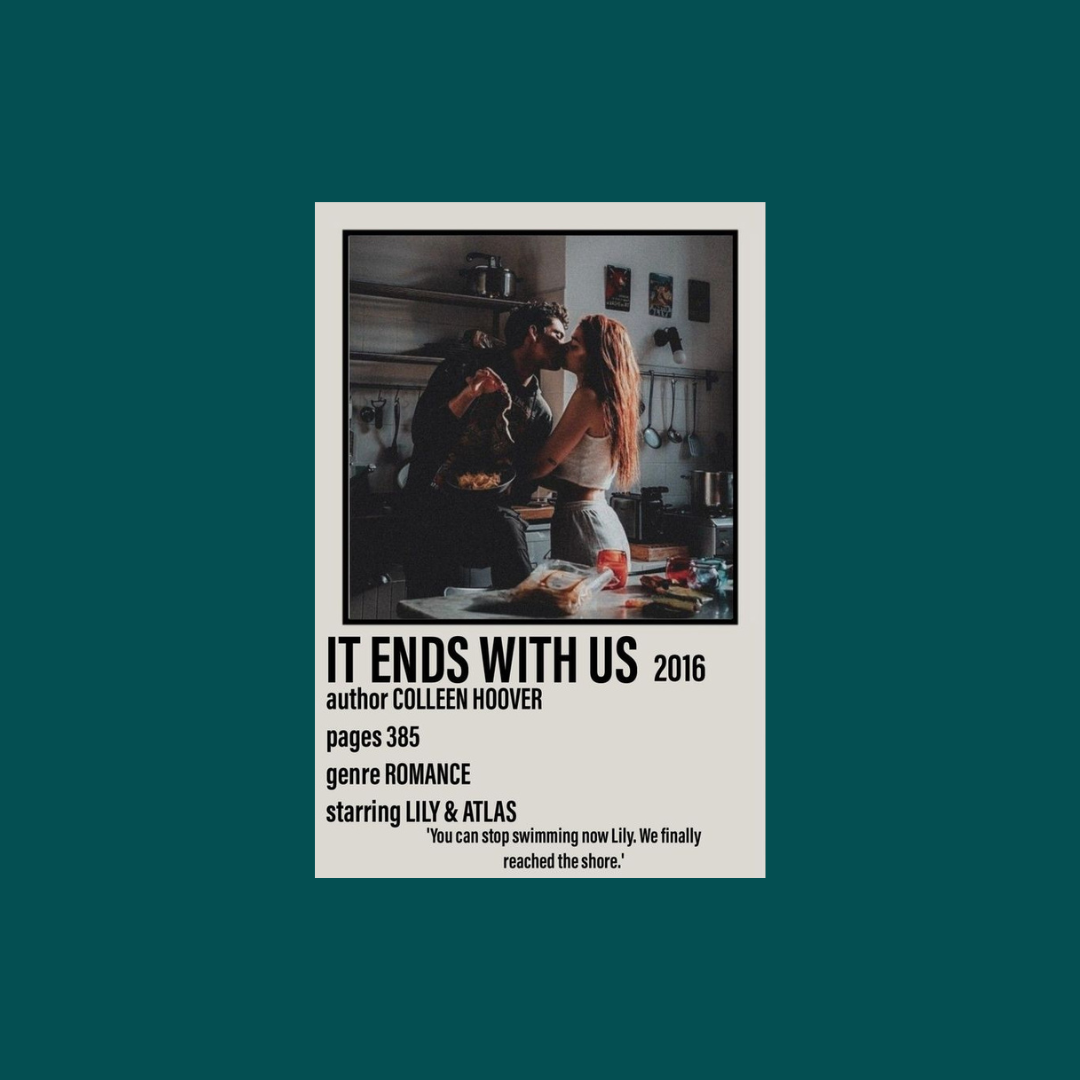 IT ENDS WITH US 2016
author COLLEEN HOOVER
pages 385
genre ROMANCE
starring LILY & ATLAS
'You can stop swimming now Lily. We finally
reached the shore.'